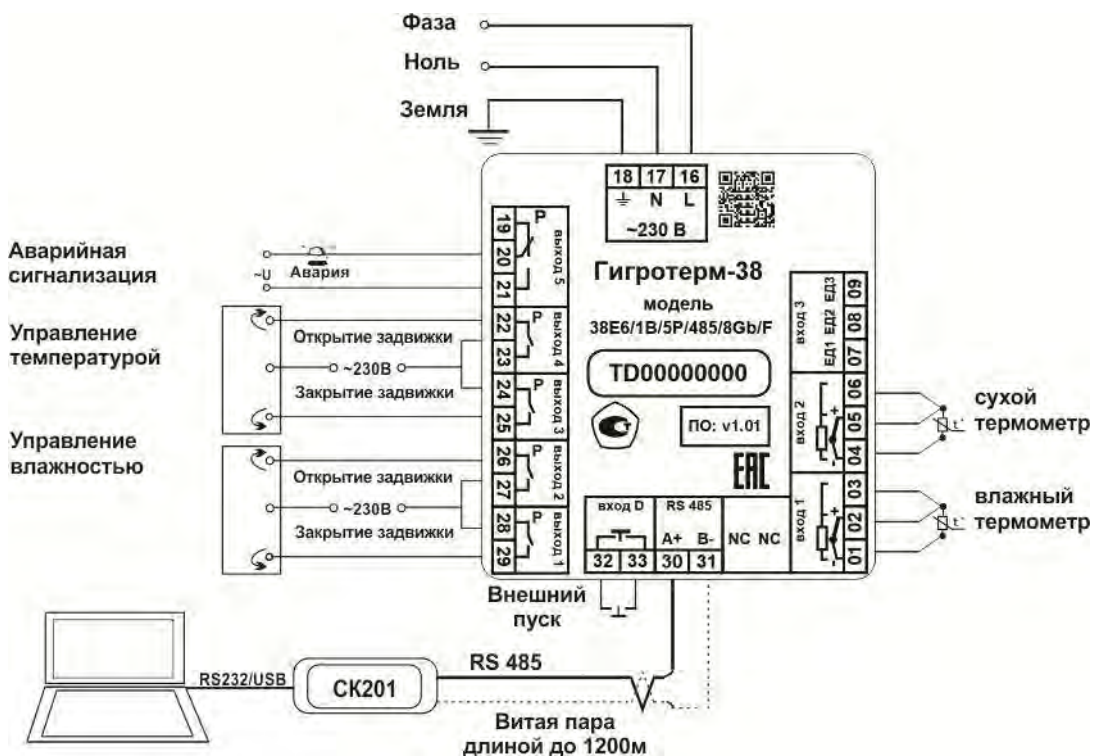 Фаза
Ноль
Земля
18 17 16
N L
~230 В
Гигротерм-38
модель
38Е6/1В/5Р/485/8Gb/F
TD00000000
ПО: v1.01
ЕАС
Аварийная
сигнализация
~U
Авария
Управление
температурой
Открытие задвижки
~230В
Закрытие задвижки
Управление
влажностью
Открытие задвижки
~230В
Закрытие задвижки
19 20 21
Р
выход 5
22 23
Р
выход 4
24 25
Р
выход 3
26 27
Р
выход 2
28 29
Р
выход 1
вход 3
ЕД1 ЕД2 ЕД3
07 08 09
вход 2
+
-
04 05 06
вход 1
+
-
01 02 03
сухой
термометр
t°
влажный
термометр
t°
вход D
RS 485
A+ B-
NC NC
32 33 30 31
Внешний
пуск
RS 485
RS232/USB
СК201
Витая пара
длиной до 1200м